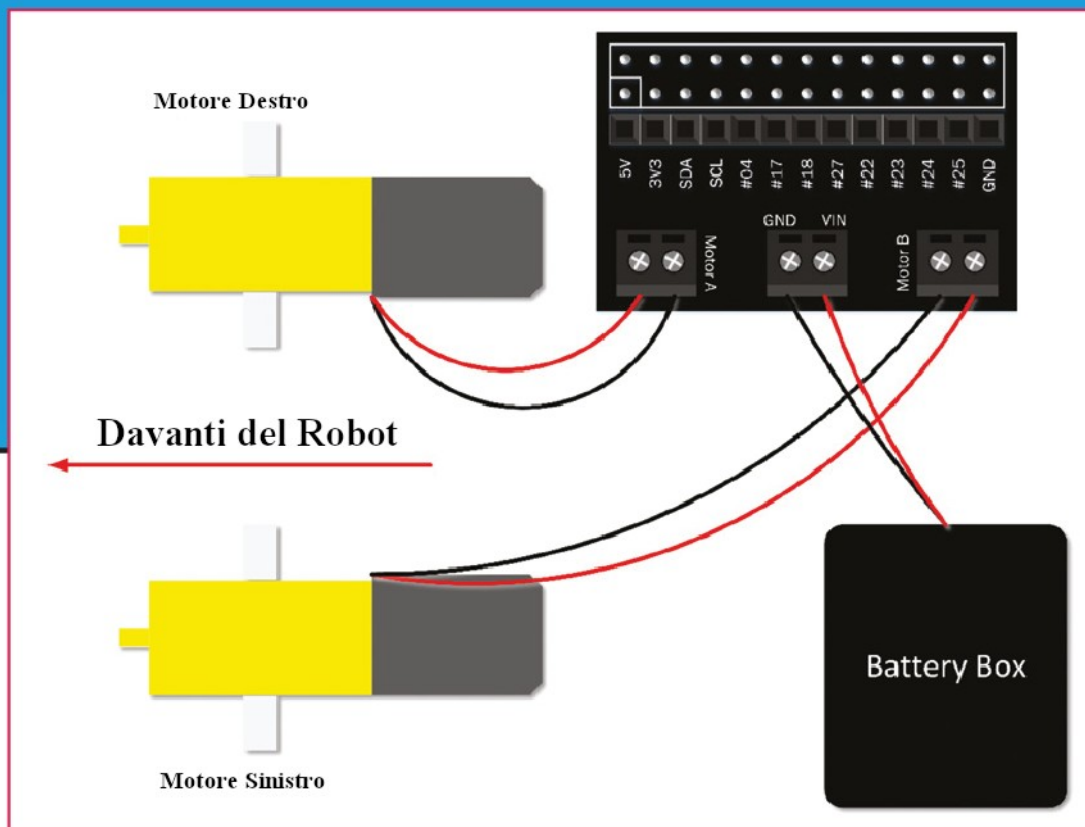 Motore Destro
5V
3V3
SDA
SCL
#04
#17
#18
#27
#22
#23
#24
#25
GND
GND VIN
Motor A
Motor B
Davanti del Robot
Battery Box
Motore Sinistro